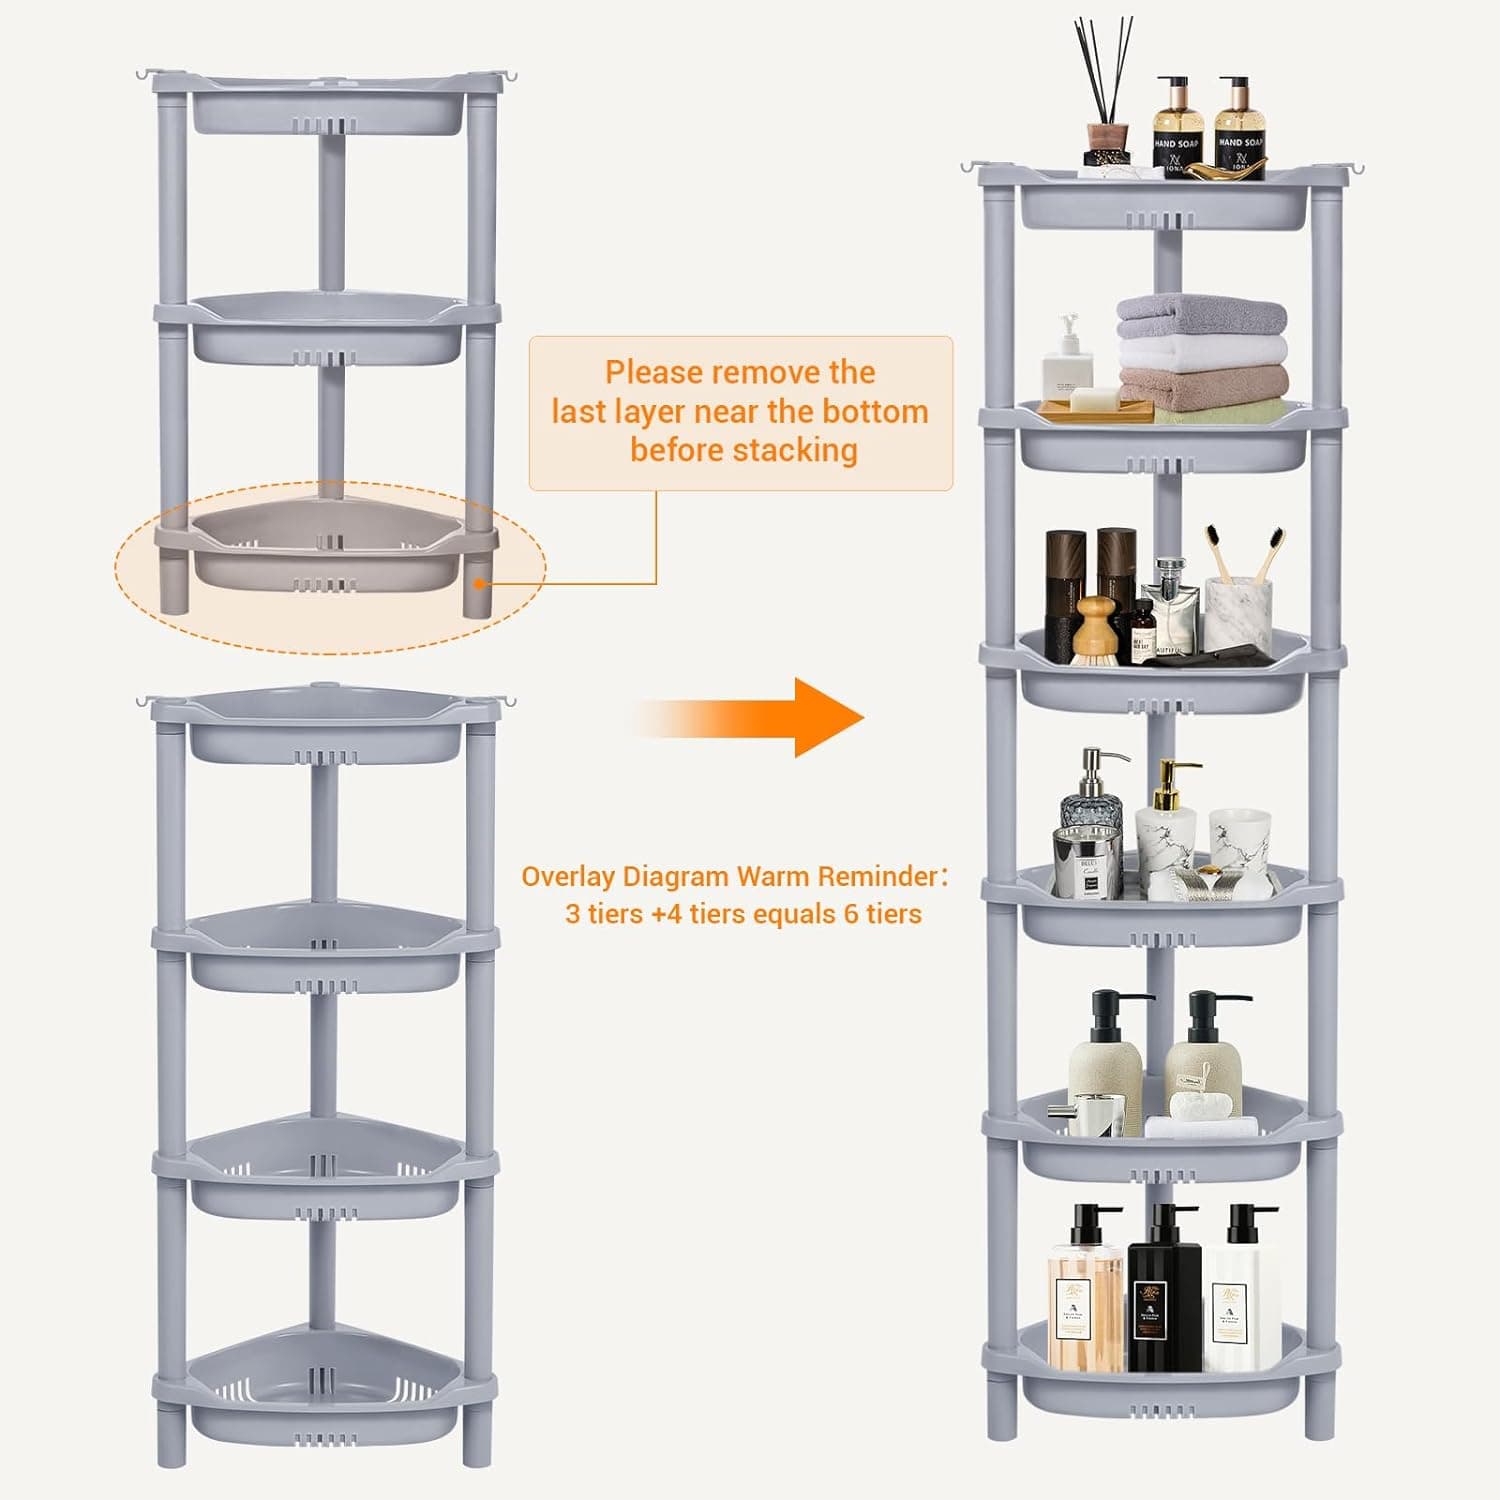 Please remove the
last layer near the bottom
before stacking
Overlay Diagram Warm Reminder:
3 tiers +4 tiers equals 6 tiers
HAND SOAP
HAND SOAP